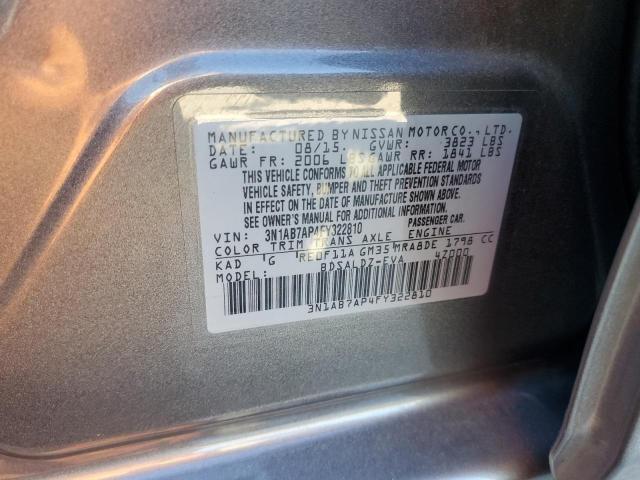 MANUFACTURED BY NISSAN MOTOR CO., LTD.
DATE: 08/15 GVWR: 3823 LBS
GAWR FR: 2006 LBS GAWR RR: 1841 LBS
THIS VEHICLE CONFORMS TO ALL APPLICABLE FEDERAL MOTOR
VEHICLE SAFETY, BUMPER AND THEFT PREVENTION STANDARDS
IN EFFECT ON THE DATE OF MANUFACTURE SHOWN ABOVE.
SEE OWNER'S MANUAL FOR ADDITIONAL INFORMATION.
VIN: 3N1AB7AP4FY322810 PASSENGER CAR.
COLOR TRIM TRANS AXLE ENGINE
KAD G RE0F11A GM35 MRA8DE 1798 CC
BDSALDZ-EVA 4Z000
3N1AB7AP4FY322810